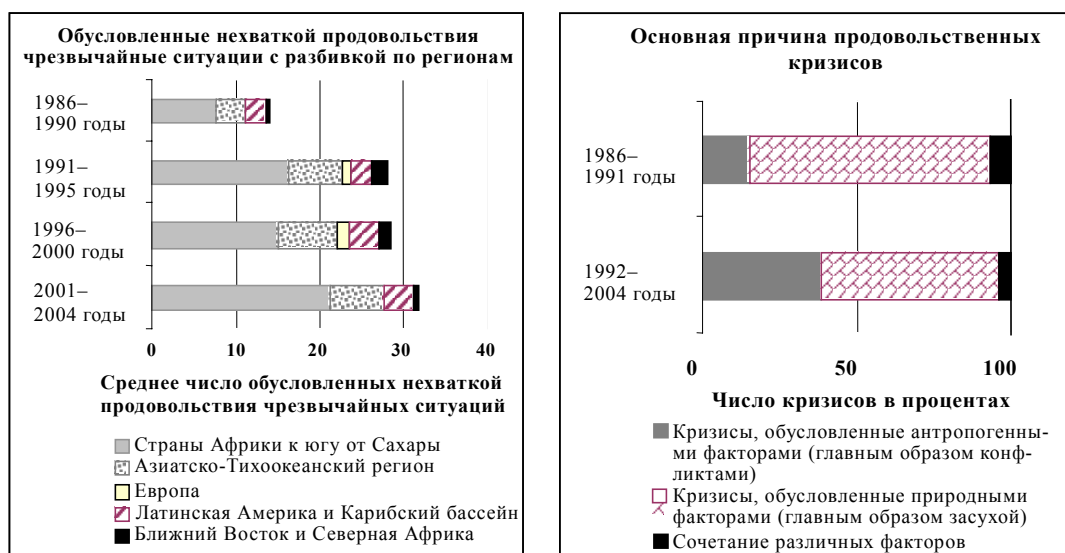 Обусловленные нехваткой продовольствия
чрезвычайные ситуации с разбивкой по регионам
1986–
1990 годы
1991–
1995 годы
1996–
2000 годы
2001–
2004 годы
0 10 20 30 40
Среднее число обусловленных нехваткой
продовольствия чрезвычайных ситуаций
Страны Африки к югу от Сахары
Азиатско-Тихоокеанский регион
Европа
Латинская Америка и Карибский бассейн
Ближний Восток и Северная Африка
Основная причина продовольственных
кризисов
1986–
1991 годы
1992–
2004 годы
0 50 100
Число кризисов в процентах
Кризисы, обусловленные антропогенны-
ми факторами (главным образом конф-
ликтами)
Кризисы, обусловленные природными
факторами (главным образом засухой)
Сочетание различных факторов